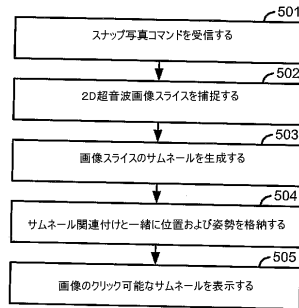 501
スナップ写真コマンドを受信する
502
2D超音波画像スライスを捕捉する
503
画像スライスのサムネールを生成する
504
サムネール関連付けと一緒に位置および姿勢を格納する
505
画像のクリック可能なサムネールを表示する